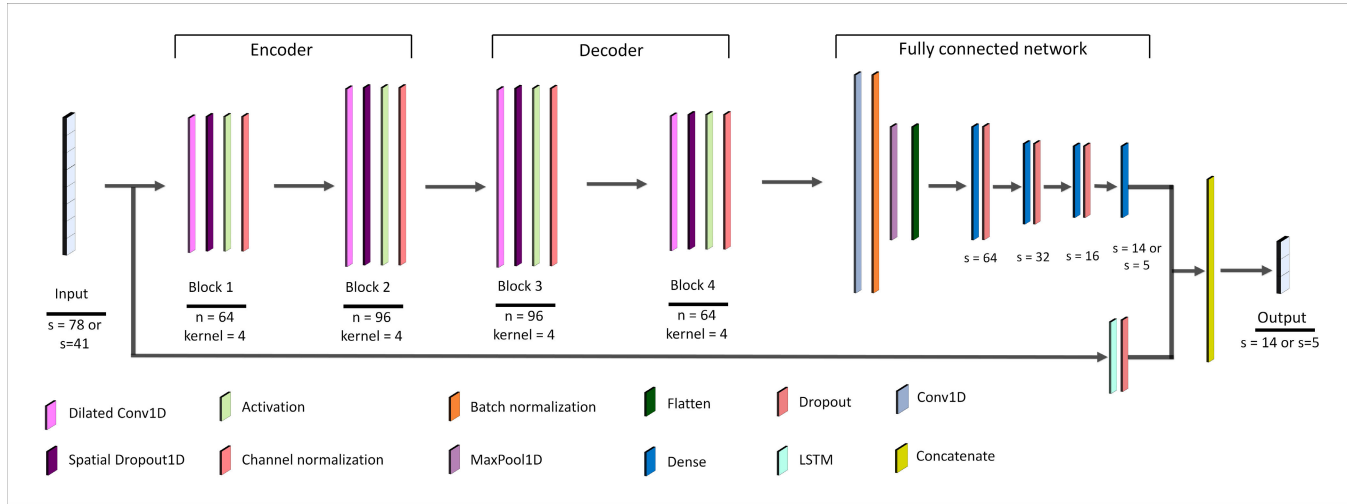 Encoder
Decoder
Fully connected network
Input
s = 78 or
s=41
Block 1
n = 64
kernel = 4
Block 2
n = 96
kernel = 4
Block 3
n = 96
kernel = 4
Block 4
n = 64
kernel = 4
s = 64
s = 32
s = 16
s = 14 or
s = 5
Output
s = 14 or s=5
Dilated Conv1D
Activation
Batch normalization
Flatten
Dropout
Conv1D
Spatial Dropout1D
Channel normalization
MaxPool1D
Dense
LSTM
Concatenate